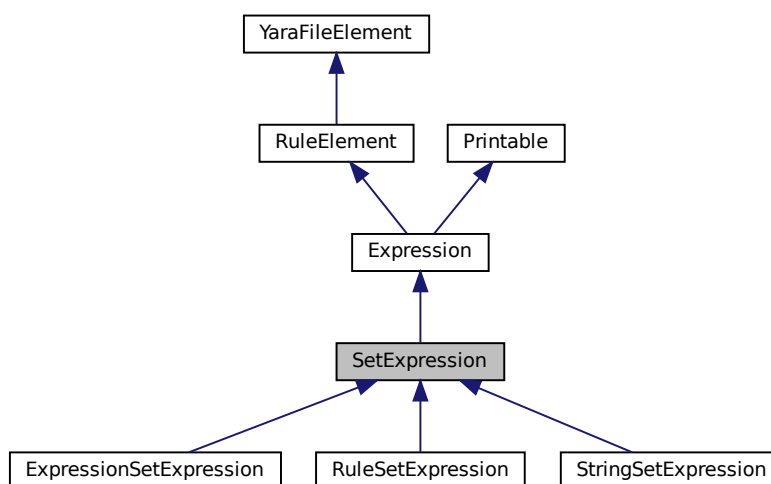 YaraFileElement
RuleElement
Printable
Expression
SetExpression
ExpressionSetExpression
RuleSetExpression
StringSetExpression